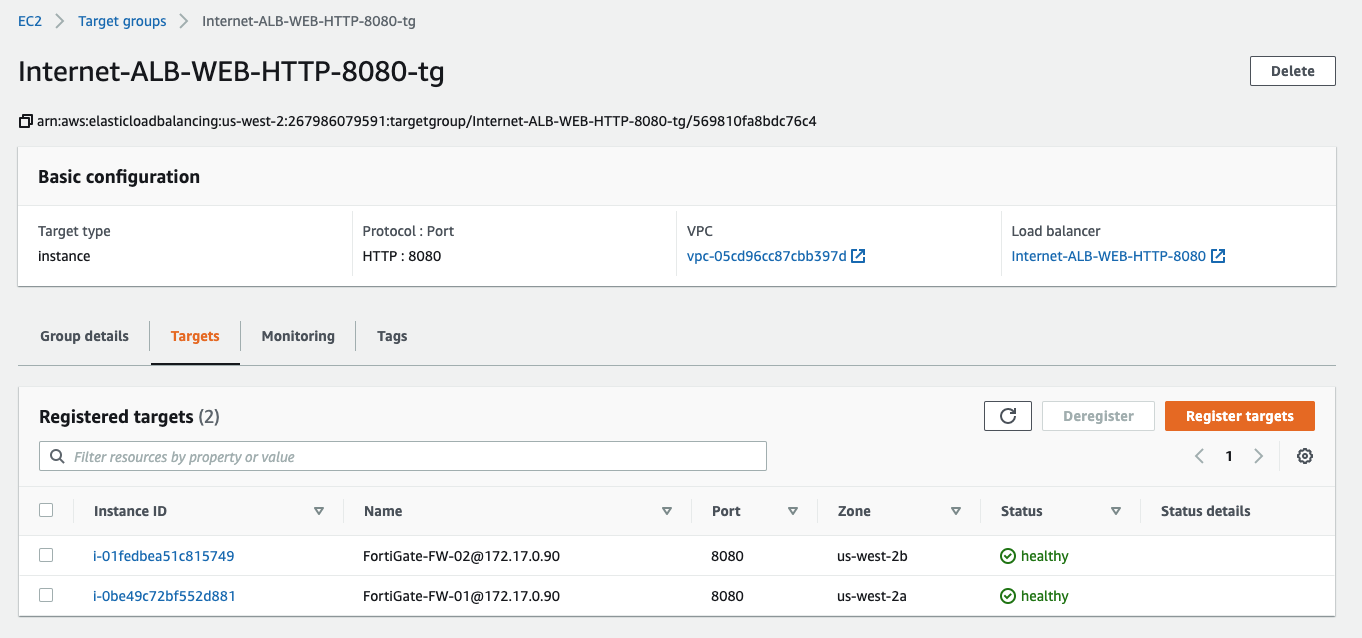 EC2 > Target groups > Internet-ALB-WEB-HTTP-8080-tg
Internet-ALB-WEB-HTTP-8080-tg Delete
arn:aws:elasticloadbalancing:us-west-2:267986079591:targetgroup/Internet-ALB-WEB-HTTP-8080-tg/569810fa8bdc76c4
Basic configuration
Target type Protocol : Port VPC Load balancer
instance HTTP : 8080 vpc-05cd96cc87cbb397d Internet-ALB-WEB-HTTP-8080
Group details Targets Monitoring Tags
Registered targets (2) Deregister Register targets
Filter resources by property or value 1
Instance ID Name Port Zone Status Status details
i-01fedbea51c815749 FortiGate-FW-02@172.17.0.90 8080 us-west-2b healthy
i-0be49c72bf552d881 FortiGate-FW-01@172.17.0.90 8080 us-west-2a healthy